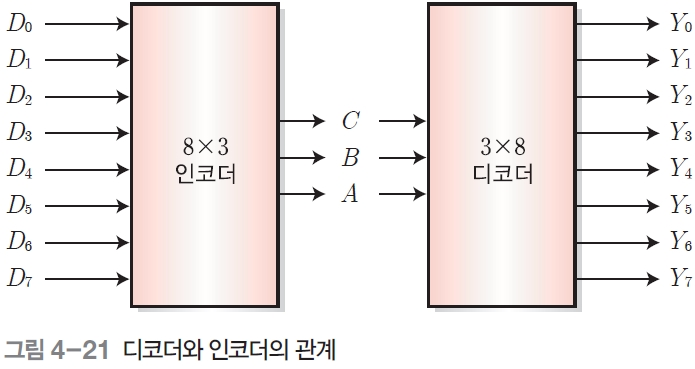 D₀
D₁
D₂
D₃
D₄
D₅
D₆
D₇
8×3
인코더
C
B
A
3×8
디코더
Y₀
Y₁
Y₂
Y₃
Y₄
Y₅
Y₆
Y₇
그림 4-21 디코더와 인코더의 관계